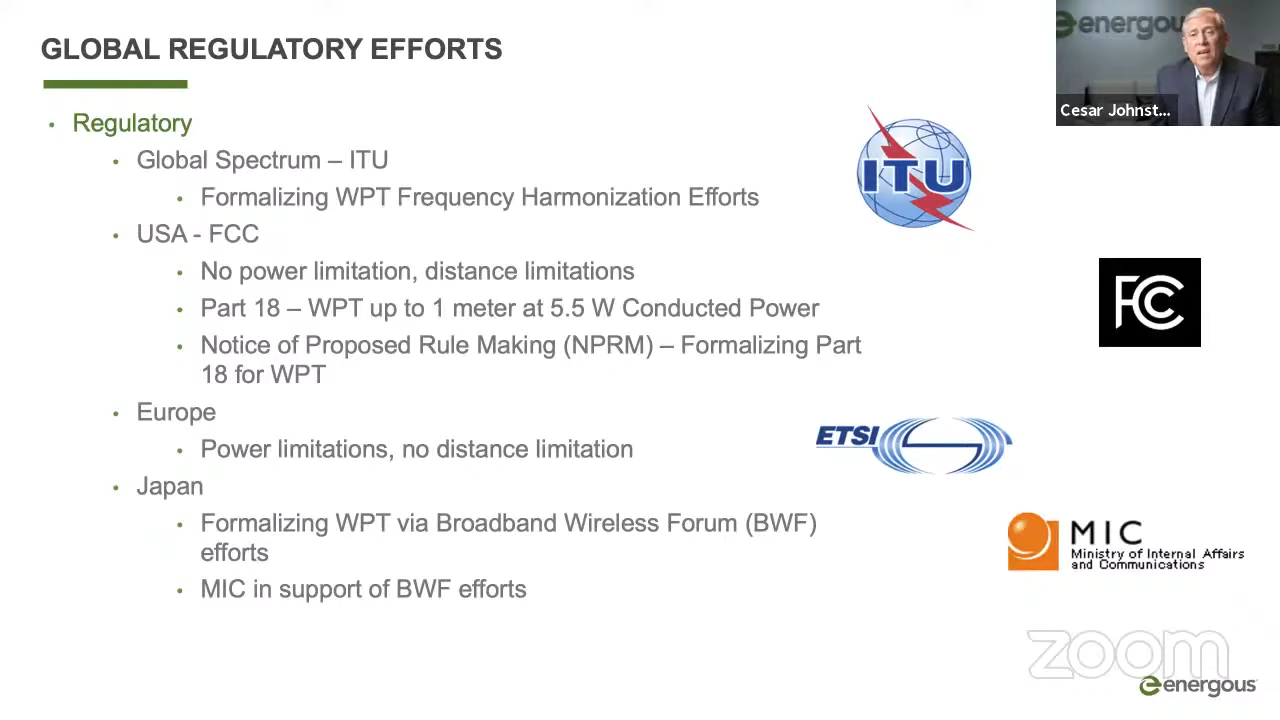 GLOBAL REGULATORY EFFORTS
energous
Cesar Johnst...
• Regulatory
• Global Spectrum – ITU
• Formalizing WPT Frequency Harmonization Efforts
ITU
• USA - FCC
• No power limitation, distance limitations
• Part 18 – WPT up to 1 meter at 5.5 W Conducted Power
• Notice of Proposed Rule Making (NPRM) – Formalizing Part
18 for WPT
FCC
• Europe
• Power limitations, no distance limitation
ETSI
• Japan
• Formalizing WPT via Broadband Wireless Forum (BWF)
efforts
• MIC in support of BWF efforts
MIC
Ministry of Internal Affairs
and Communications
zoom
energous